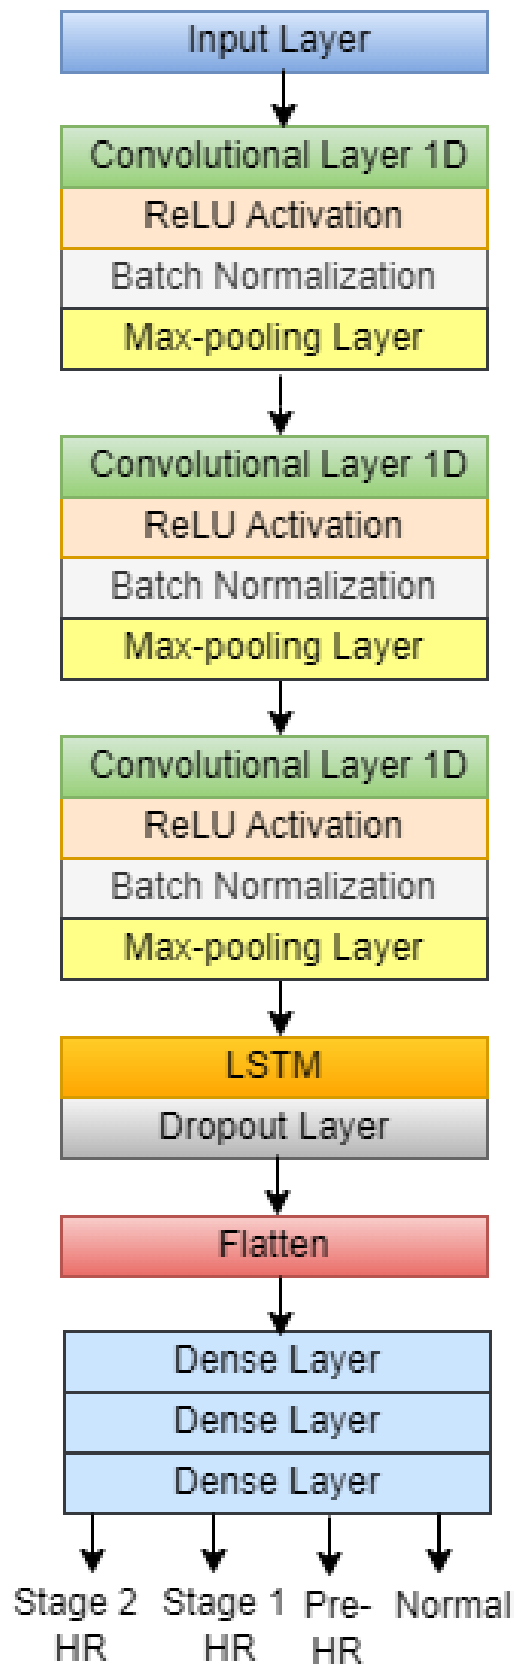 Input Layer
Convolutional Layer 1D
ReLU Activation
Batch Normalization
Max-pooling Layer
Convolutional Layer 1D
ReLU Activation
Batch Normalization
Max-pooling Layer
Convolutional Layer 1D
ReLU Activation
Batch Normalization
Max-pooling Layer
LSTM
Dropout Layer
Flatten
Dense Layer
Dense Layer
Dense Layer
Stage 2
HR
Stage 1
HR
Pre-
HR
Normal